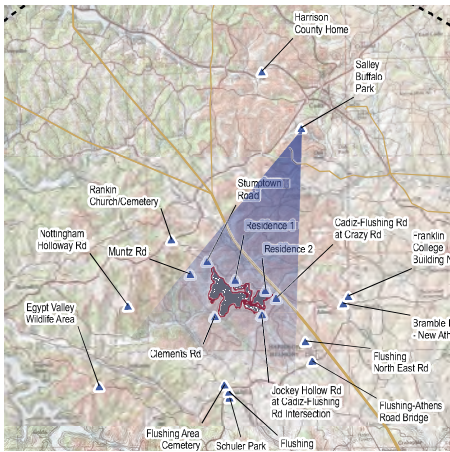 Harrison
County Home
Salley
Buffalo
Park
Stumptown
Road
Rankin
Church/Cemetery
Residence 1
Cadiz-Flushing Rd
at Crazy Rd
Nottingham
Holloway Rd
Muntz Rd
Residence 2
Franklin
College
Building N
Egypt Valley
Wildlife Area
Bramble
- New Ath
Clements Rd
Flushing
North East Rd
Jockey Hollow Rd
at Cadiz-Flushing
Rd Intersection
Flushing-Athens
Road Bridge
Flushing Area
Cemetery
Schuler Park
Flushing